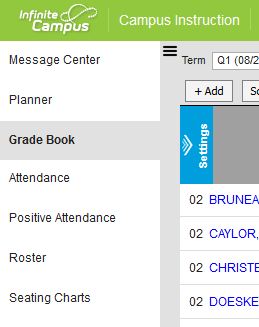 Infinite Campus
Campus Instruction
Message Center
Term Q1 (08/2
Planner
+ Add
Grade Book
Settings
Attendance
02 BRUNEA
Positive Attendance
02 CAYLOR,
Roster
02 CHRISTE
Seating Charts
02 DOESKE